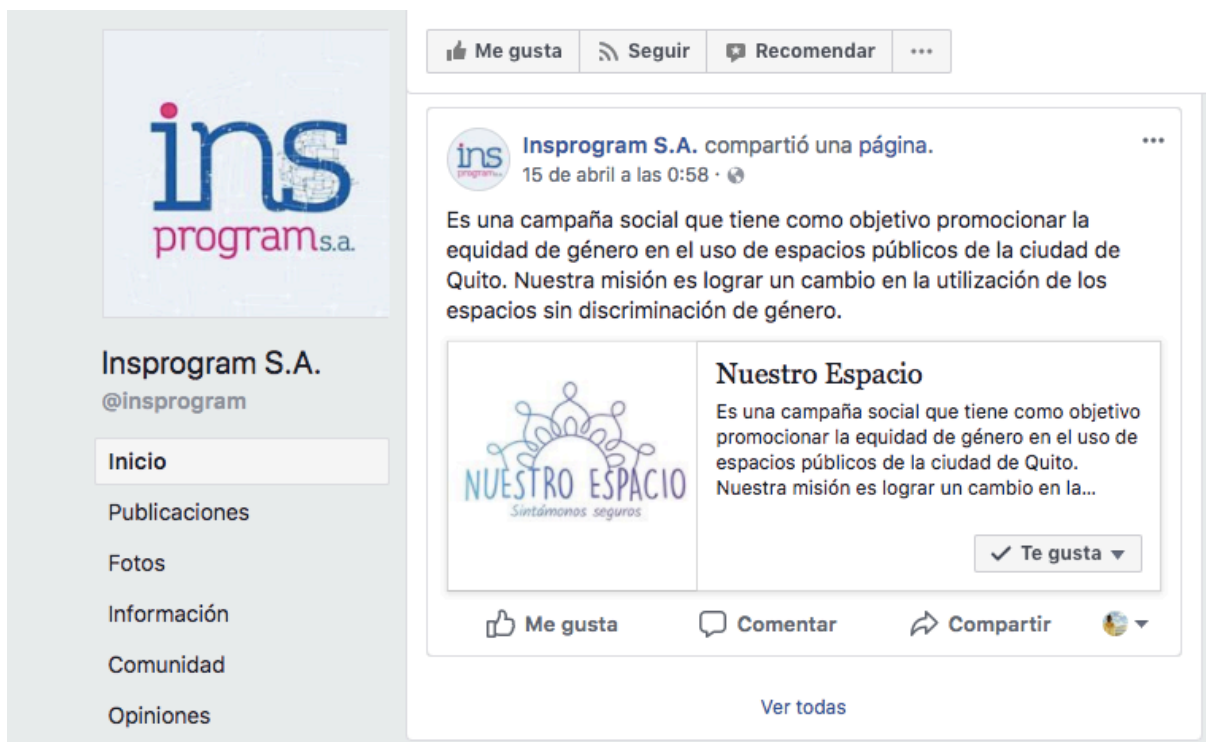 ins
programs.a.
Insprogram S.A.
@insprogram
Inicio
Publicaciones
Fotos
Información
Comunidad
Opiniones
Me gusta
Seguir
Recomendar
...
ins
program s.a.
Insprogram S.A. compartió una página.
15 de abril a las 0:58 ·
Es una campaña social que tiene como objetivo promocionar la
equidad de género en el uso de espacios públicos de la ciudad de
Quito. Nuestra misión es lograr un cambio en la utilización de los
espacios sin discriminación de género.
NUESTRO ESPACIO
Sintámonos seguros
Nuestro Espacio
Es una campaña social que tiene como objetivo
promocionar la equidad de género en el uso de
espacios públicos de la ciudad de Quito.
Nuestra misión es lograr un cambio en la...
Te gusta
Me gusta
Comentar
Compartir
Ver todas